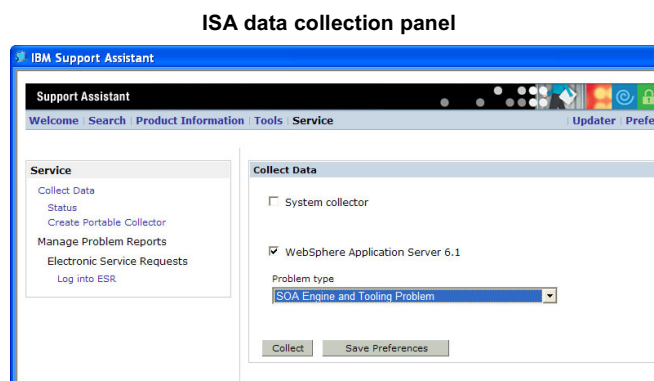 ISA data collection panel
IBM Support Assistant
Support Assistant
Welcome | Search | Product Information | Tools | Service | Updater | Prefe
Service
Collect Data
Status
Create Portable Collector
Manage Problem Reports
Electronic Service Requests
Log into ESR
Collect Data
System collector
WebSphere Application Server 6.1
Problem type
SOA Engine and Tooling Problem
Collect Save Preferences